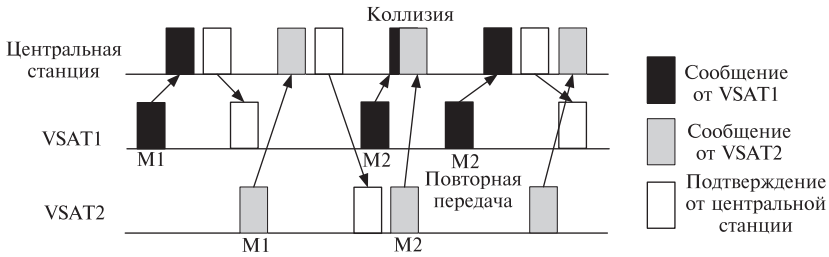 Коллизия
Центральная
станция
VSAT1
M1
M2
M2
Повторная
передача
VSAT2
M1
M2
Сообщение
от VSAT1
Сообщение
от VSAT2
Подтверждение
от центральной
станции